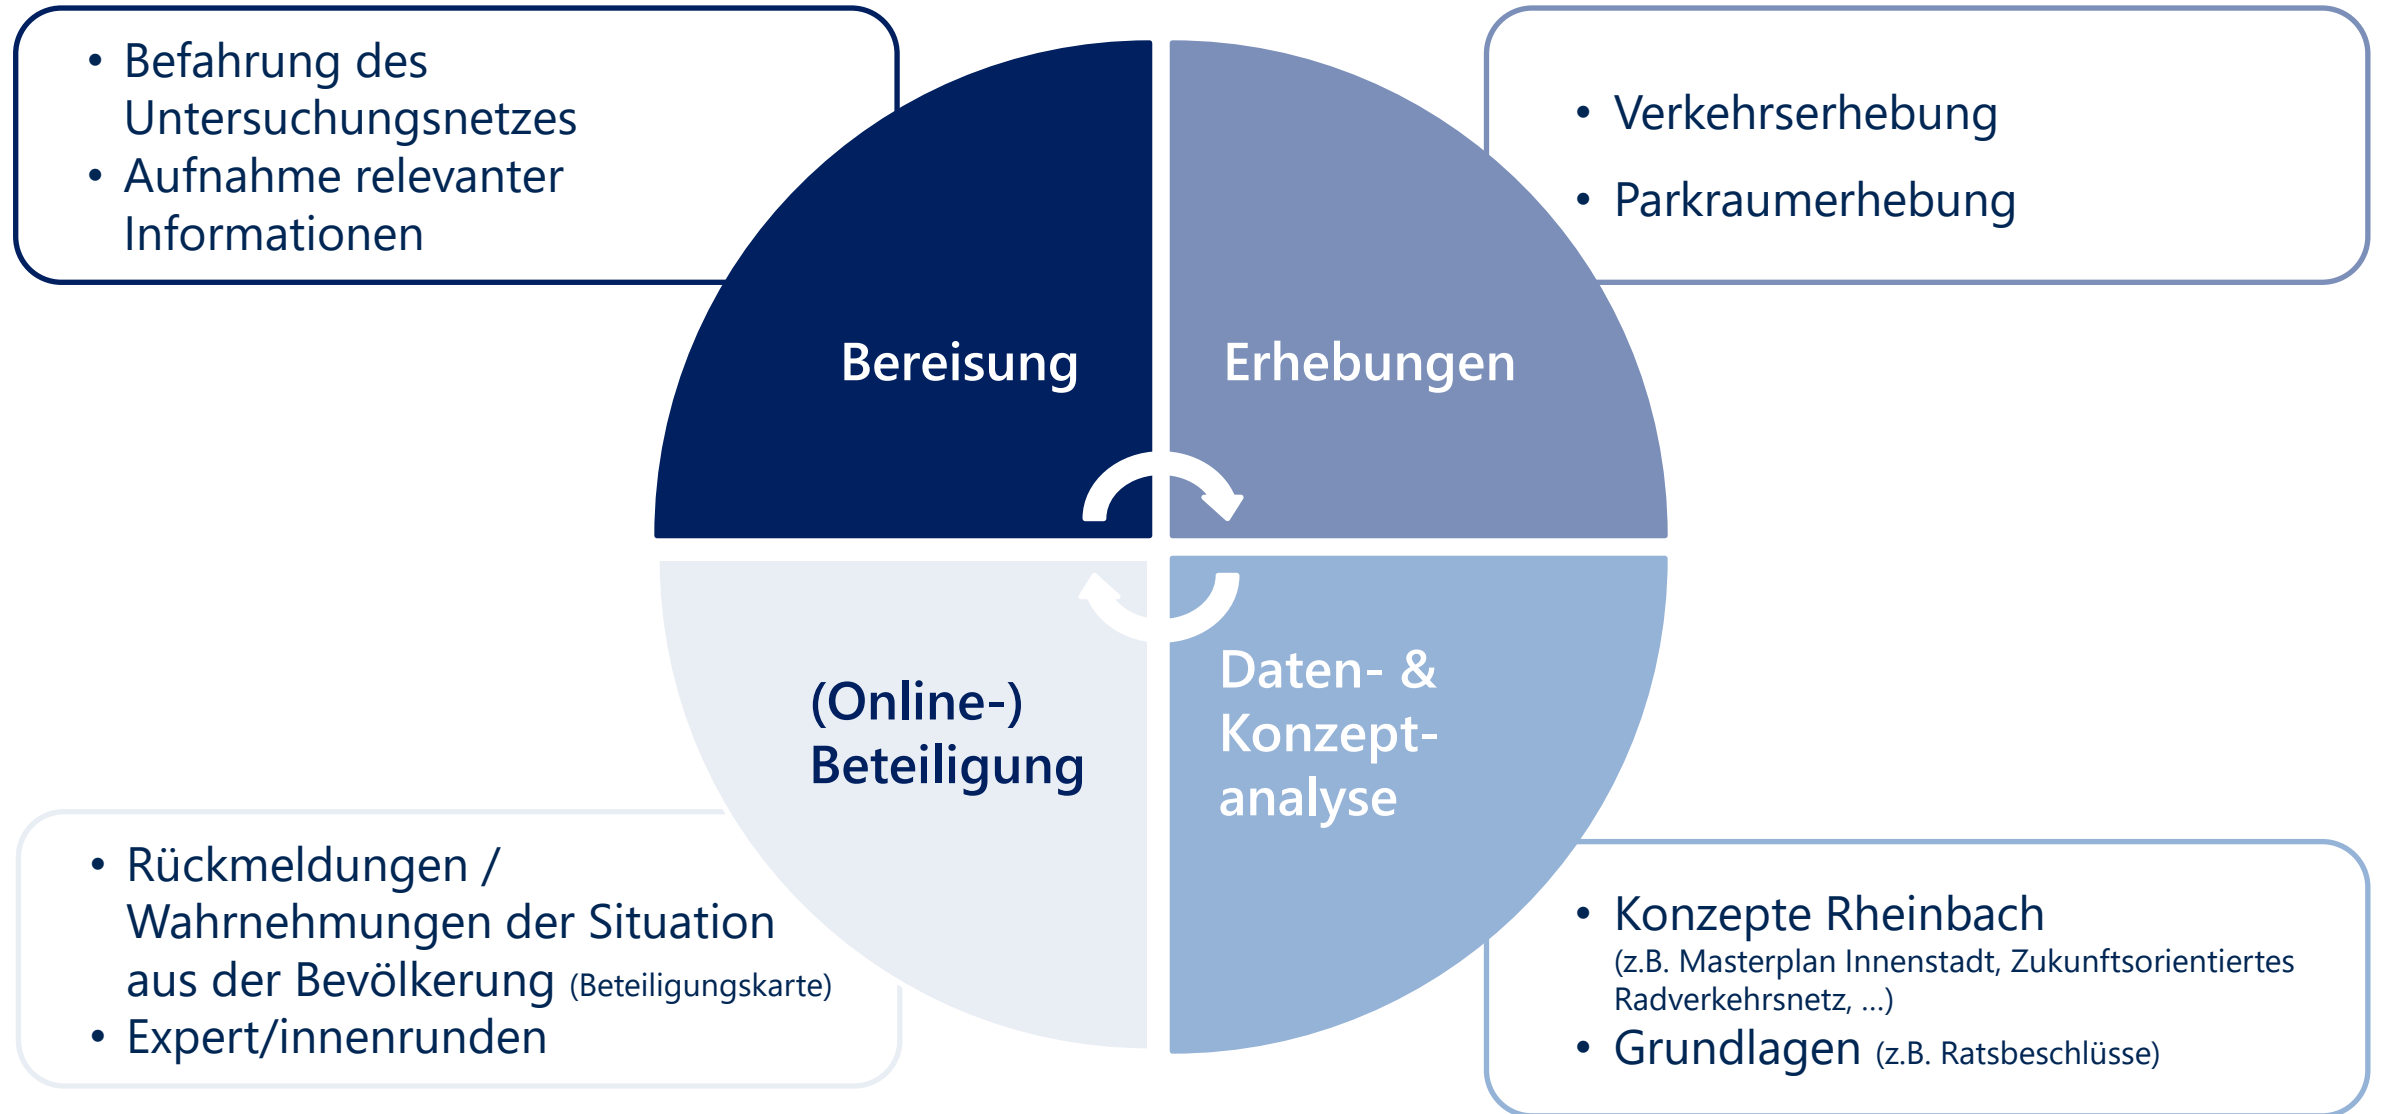 • Befahrung des
Untersuchungsnetzes
• Aufnahme relevanter
Informationen
• Verkehrserhebung
• Parkraumerhebung
Bereisung
Erhebungen
(Online-)
Beteiligung
Daten- &
Konzept-
analyse
• Rückmeldungen /
Wahrnehmungen der Situation
aus der Bevölkerung (Beteiligungskarte)
• Expert/innenrunden
• Konzepte Rheinbach
(z.B. Masterplan Innenstadt, Zukunftsorientiertes
Radverkehrsnetz, ...)
• Grundlagen (z.B. Ratsbeschlüsse)